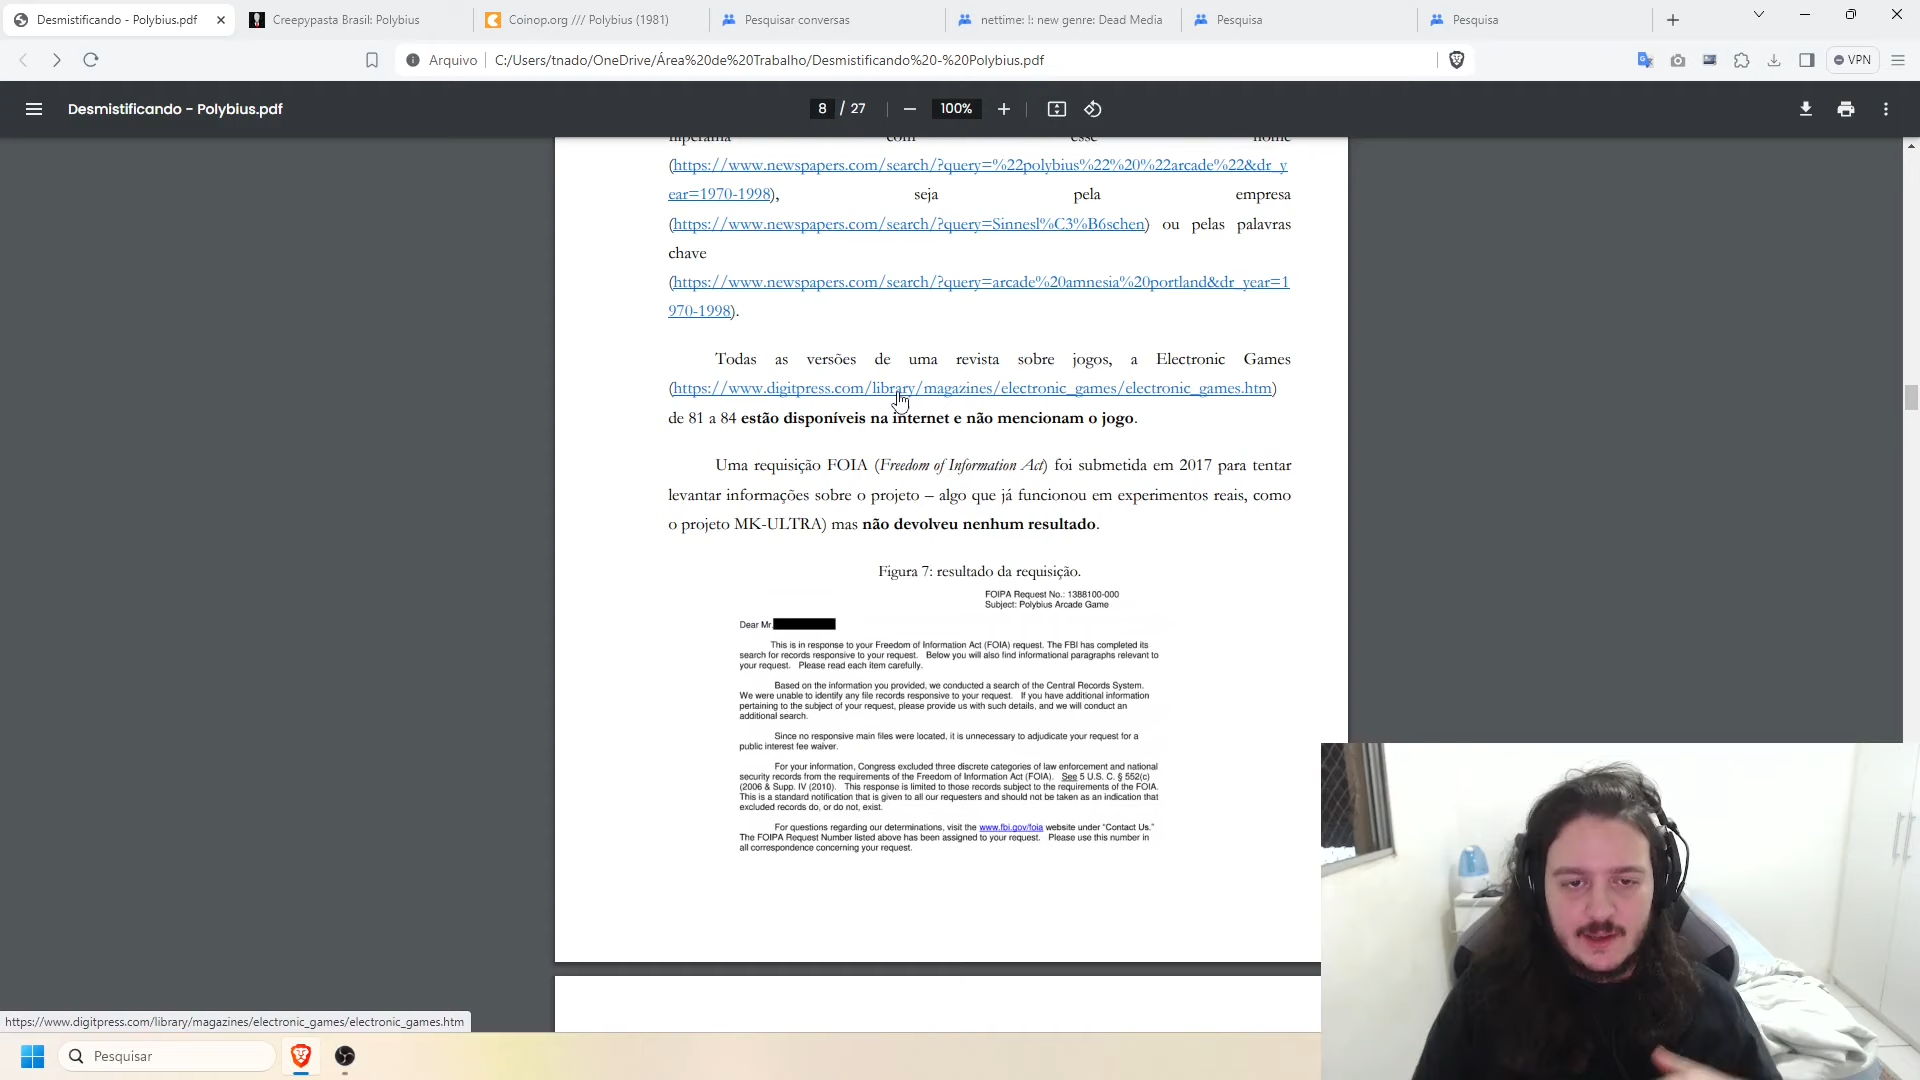 Desmistificando - Polybius.pdf
Creepypasta Brasil: Polybius
Coinop.org /// Polybius (1981)
Pesquisar conversas
nettime: !: new genre: Dead Media
Pesquisa
Pesquisa
Arquivo
C:/Users/tnado/OneDrive/Área%20de%20Trabalho/Desmistificando%20-%20Polybius.pdf
VPN
Desmistificando - Polybius.pdf
8 / 27
100%
(https://www.newspapers.com/search/?query=%22polybius%22%20%22arcade%22&dr_y
ear=1970-1998), seja pela empresa
(https://www.newspapers.com/search/?query=Sinnesl%C3%B6schen) ou pelas palavras
chave
(https://www.newspapers.com/search/?query=arcade%20amnesia%20portland&dr_year=1
970-1998).
Todas as versões de uma revista sobre jogos, a Electronic Games
(https://www.digitpress.com/library/magazines/electronic_games/electronic_games.htm)
de 81 a 84 estão disponíveis na internet e não mencionam o jogo.
Uma requisição FOIA (Freedom of Information Act) foi submetida em 2017 para tentar
levantar informações sobre o projeto – algo que já funcionou em experimentos reais, como
o projeto MK-ULTRA) mas não devolveu nenhum resultado.
Figura 7: resultado da requisição.
FOIPA Request No.: 1388100-000
Subject: Polybius Arcade Game
Dear Mr.
This is in response to your Freedom of Information Act (FOIA) request. The FBI has completed its
search for records responsive to your request. Below you will also find informational paragraphs relevant to
your request. Please read each item carefully.
Based on the information you provided, we conducted a search of the Central Records System.
We were unable to identify any file records responsive to your request. If you have additional information
pertaining to the subject of your request, please provide us with such details, and we will conduct an
additional search.
Since no responsive main files were located, it is unnecessary to adjudicate your request for a
public interest fee waiver.
For your information, Congress excluded three discrete categories of law enforcement and national
security records from the requirements of the Freedom of Information Act (FOIA). See 5 U.S. C. § 552(c)
(2006 & Supp. IV (2010). This response is limited to those records subject to the requirements of the FOIA.
This is a standard notification that is given to all our requesters and should not be taken as an indication that
excluded records do, or do not, exist.
For questions regarding our determinations, visit the www.fbi.gov/foia website under “Contact Us.”
The FOIPA Request Number listed above has been assigned to your request. Please use this number in
all correspondence concerning your request.
https://www.digitpress.com/library/magazines/electronic_games/electronic_games.htm
Pesquisar